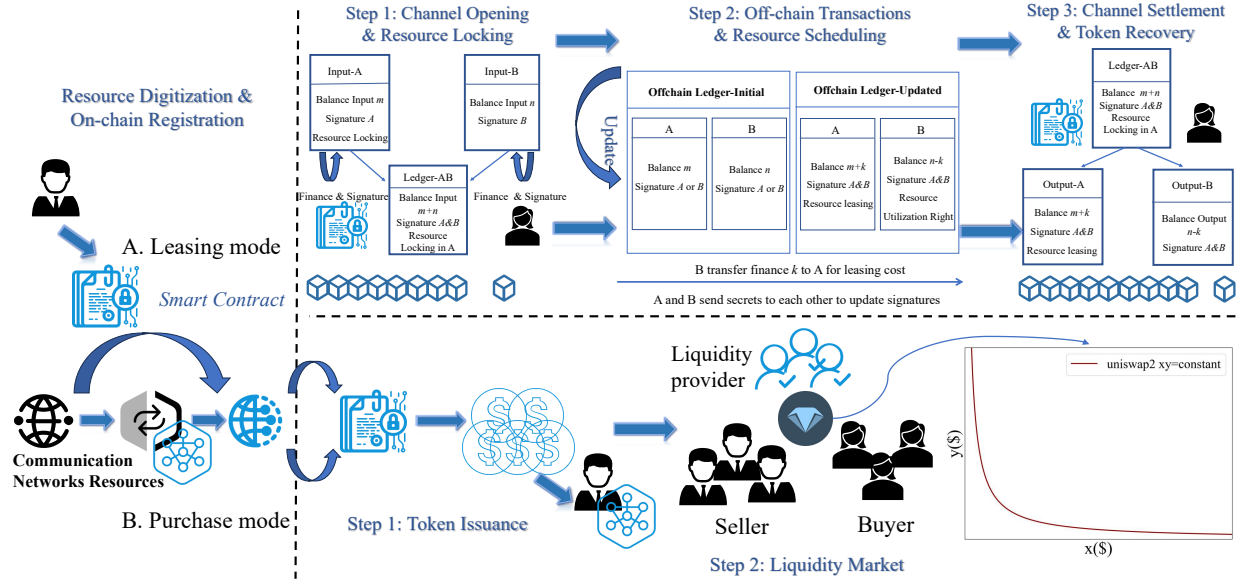 Resource Digitization &
On-chain Registration
A. Leasing mode
Smart Contract
Communication
Networks Resources
B. Purchase mode
Step 1: Channel Opening
& Resource Locking
Input-A
Balance Input m
Signature A
Resource Locking
Input-B
Balance Input n
Signature B
Finance & Signature
Finance & Signature
Ledger-AB
Balance Input
m+n
Signature A&B
Resource
Locking in A
Step 2: Off-chain Transactions
& Resource Scheduling
Update
Offchain Ledger-Initial
A
Balance m
Signature A or B
B
Balance n
Signature A or B
Offchain Ledger-Updated
A
Balance m+k
Signature A&B
Resource leasing
B
Balance n-k
Signature A&B
Resource
Utilization Right
B transfer finance k to A for leasing cost
A and B send secrets to each other to update signatures
Step 3: Channel Settlement
& Token Recovery
Ledger-AB
Balance m+n
Signature A&B
Resource
Locking in A
Output-A
Balance m+k
Signature A&B
Resource leasing
Output-B
Balance Output
n-k
Signature A&B
Step 1: Token Issuance
Liquidity
provider
Seller
Buyer
Step 2: Liquidity Market
uniswap2 xy=constant
y($)
x($)